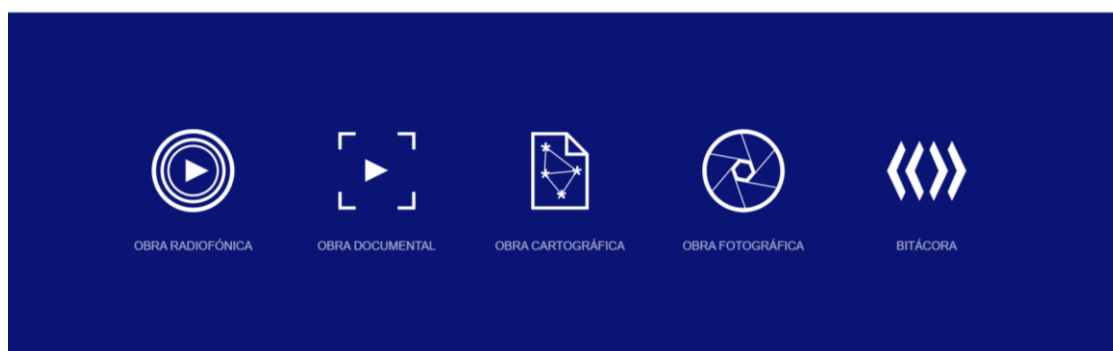 OBRA RADIOFÓNICA
OBRA DOCUMENTAL
OBRA CARTOGRÁFICA
OBRA FOTOGRÁFICA
BITÁCORA